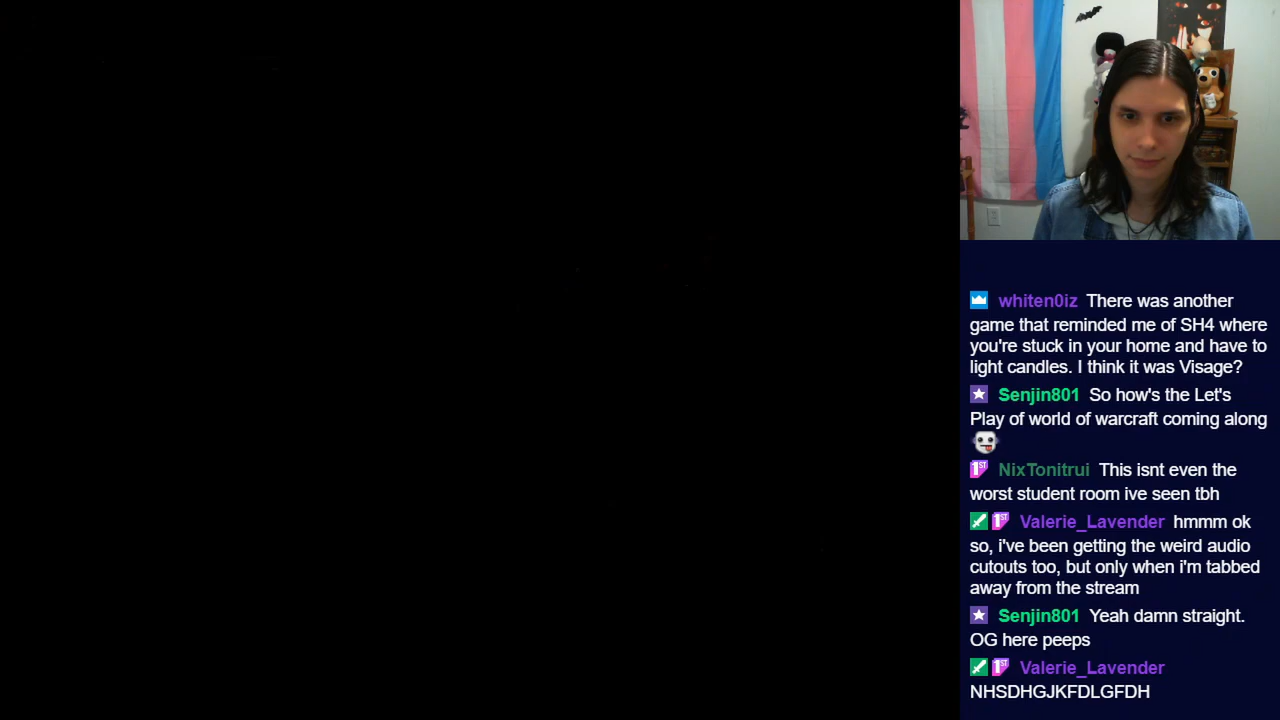 whiten0iz There was another
game that reminded me of SH4 where
you're stuck in your home and have to
light candles. I think it was Visage?
Senjin801 So how's the Let's
Play of world of warcraft coming along
1ST NixTonitrui This isnt even the
worst student room ive seen tbh
1ST Valerie_Lavender hmmm ok
so, i've been getting the weird audio
cutouts too, but only when i'm tabbed
away from the stream
Senjin801 Yeah damn straight.
OG here peeps
1ST Valerie_Lavender
NHSDHGJKFDLGFDH